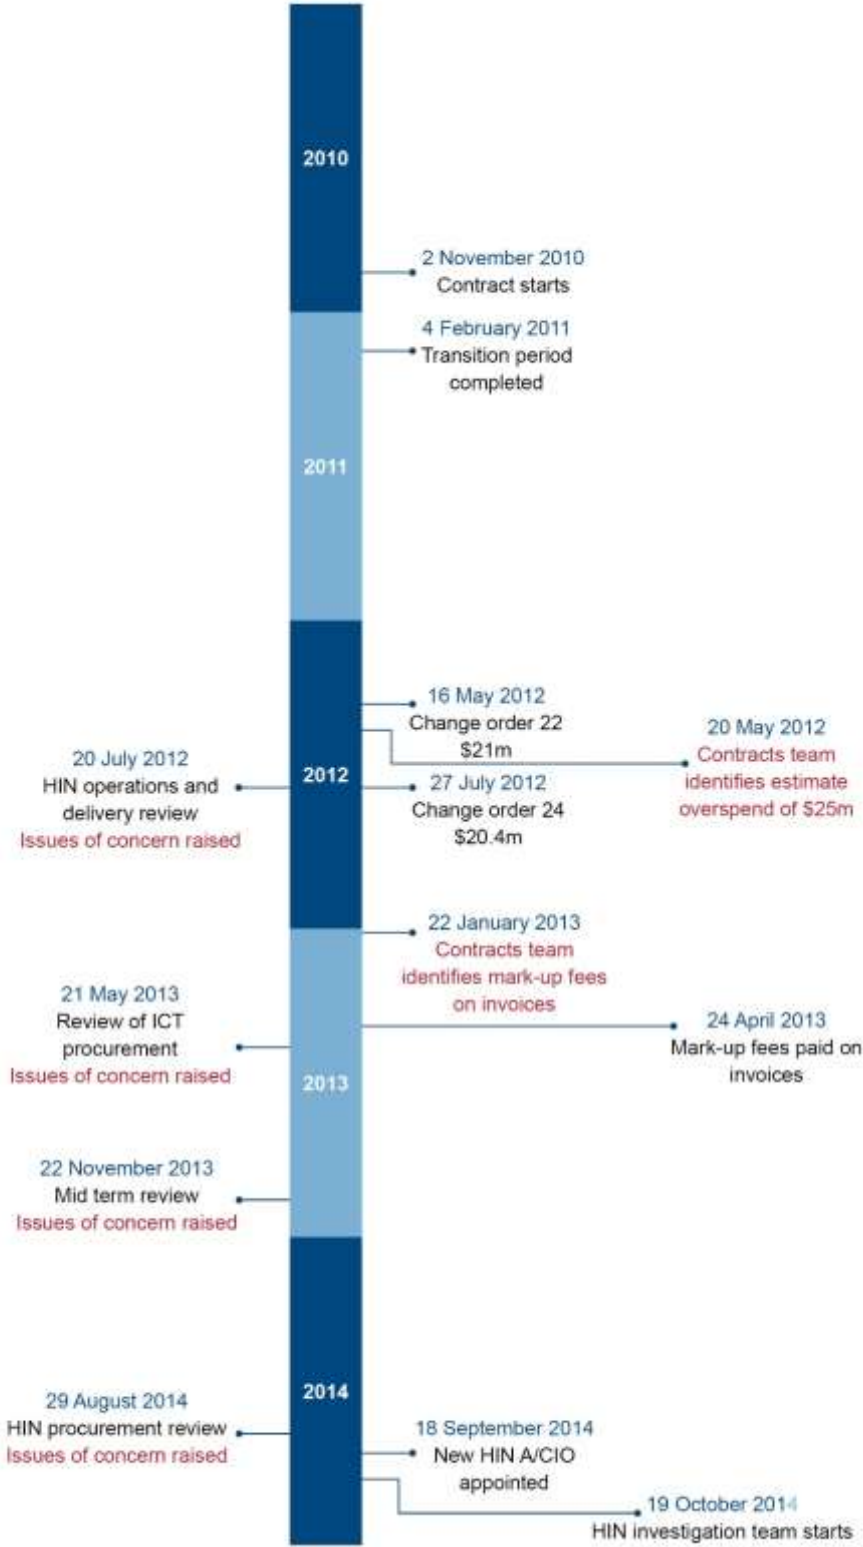 2010
2 November 2010
Contract starts
4 February 2011
Transition period
completed
2011
16 May 2012
Change order 22
$21m
20 May 2012
Contracts team
identifies estimate
overspend of $25m
20 July 2012
HIN operations and
delivery review
Issues of concern raised
2012
27 July 2012
Change order 24
$20.4m
22 January 2013
Contracts team
identifies mark-up fees
on invoices
21 May 2013
Review of ICT
procurement
Issues of concern raised
24 April 2013
Mark-up fees paid on
invoices
2013
22 November 2013
Mid term review
Issues of concern raised
2014
29 August 2014
HIN procurement review
Issues of concern raised
18 September 2014
New HIN A/CIO
appointed
19 October 2014
HIN investigation team starts